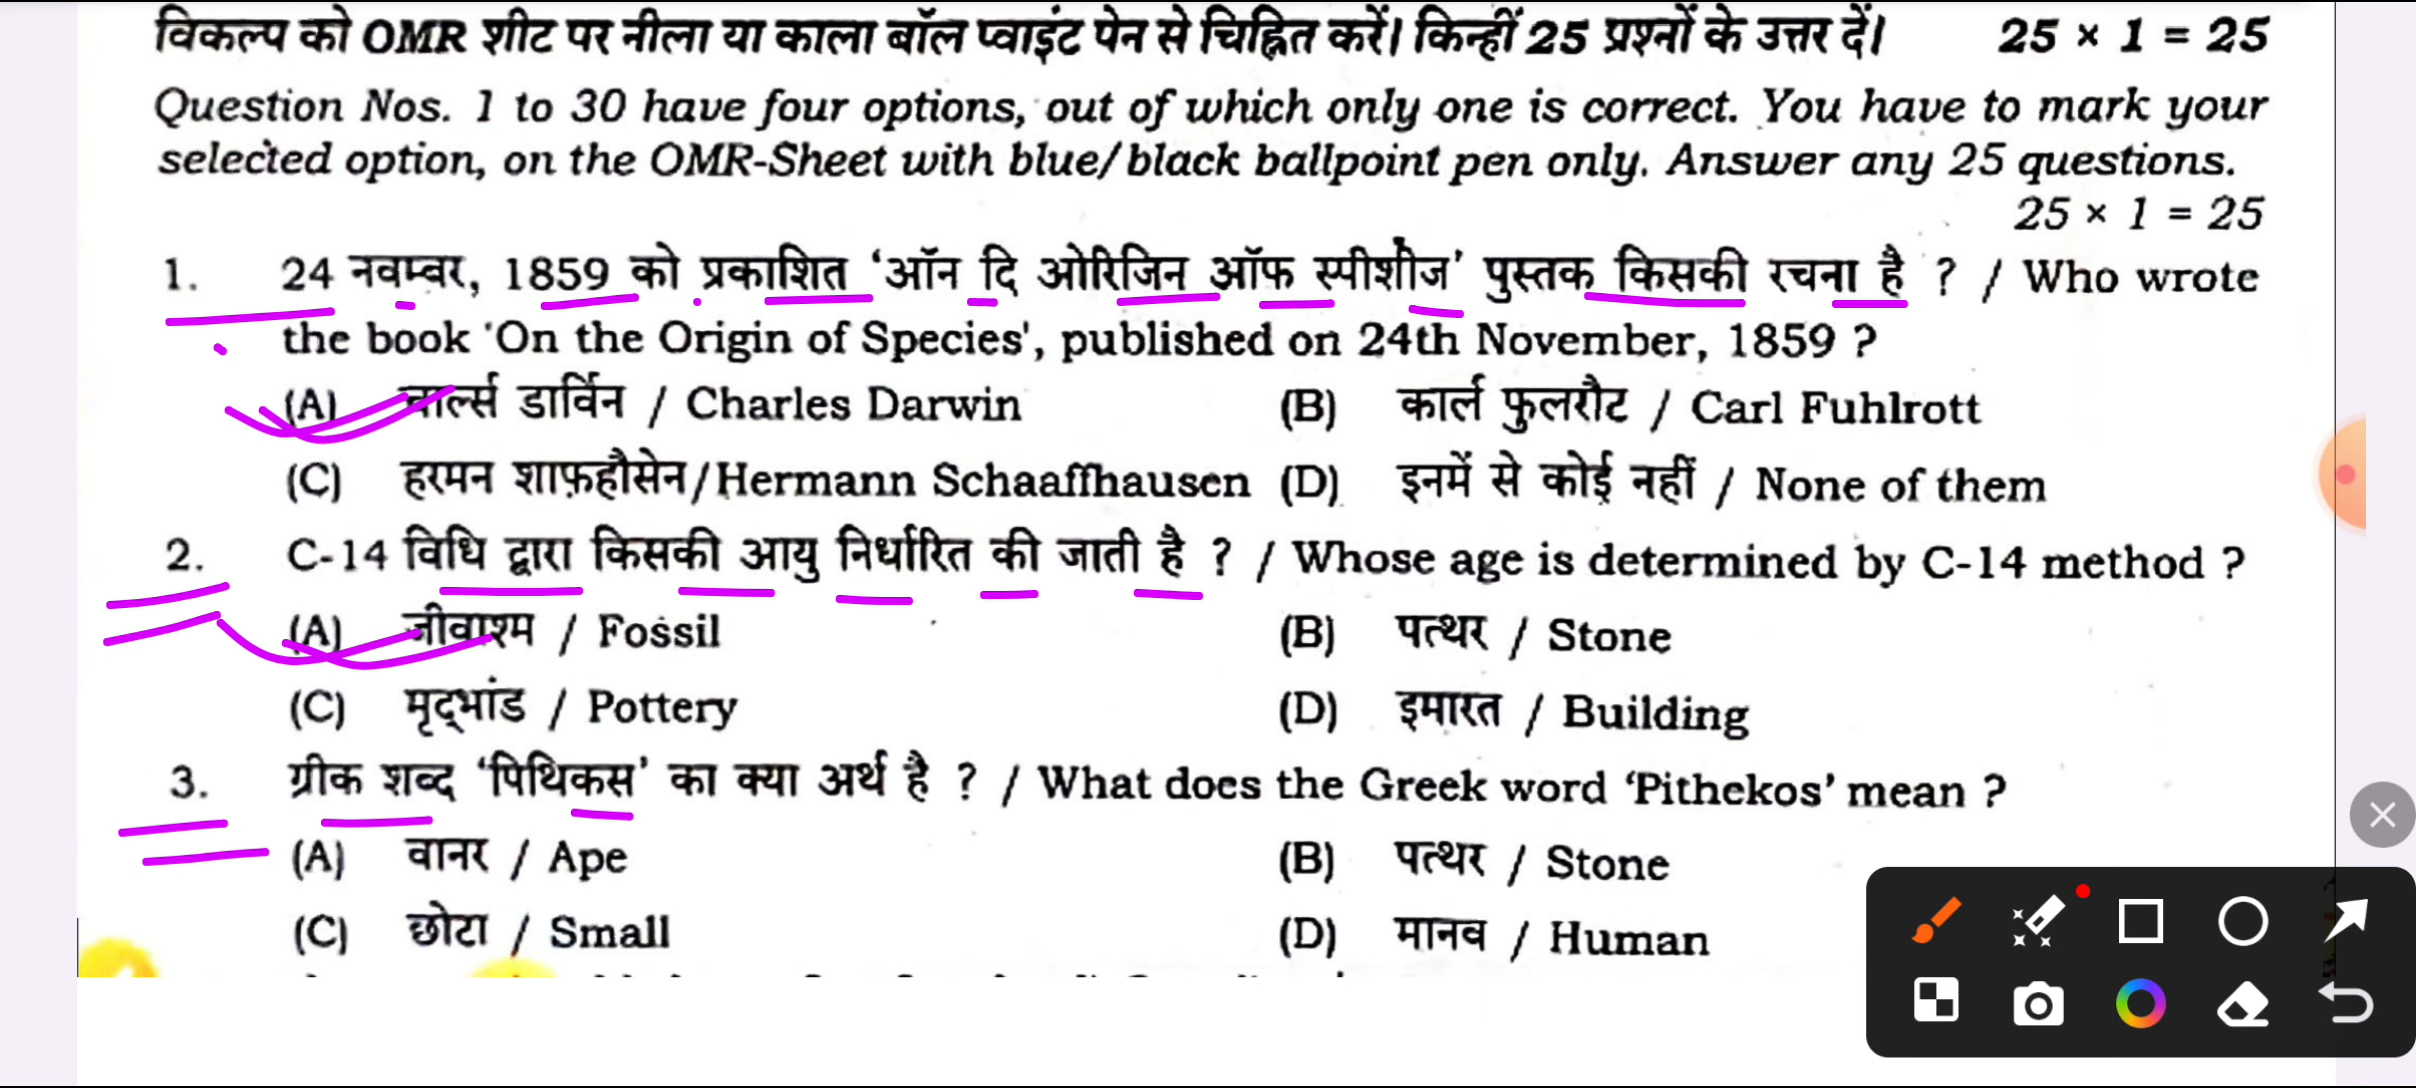 विकल्प को OMR शीट पर नीला या काला बॉल प्वाइंट पेन से चिह्नित करें। किन्हीं 25 प्रश्नों के उत्तर दें। 25 × 1 = 25
Question Nos. 1 to 30 have four options, out of which only one is correct. You have to mark your
selected option, on the OMR-Sheet with blue/black ballpoint pen only. Answer any 25 questions.
25 × 1 = 25
1. 24 नवम्बर, 1859 को प्रकाशित ‘ऑन दि ओरिजिन ऑफ स्पीशीज’ पुस्तक किसकी रचना है ? / Who wrote
the book 'On the Origin of Species', published on 24th November, 1859 ?
(A) चार्ल्स डार्विन / Charles Darwin (B) कार्ल फुलरौट / Carl Fuhlrott
(C) हरमन शाफ़हौसेन/Hermann Schaaffhausen (D) इनमें से कोई नहीं / None of them
2. C-14 विधि द्वारा किसकी आयु निर्धारित की जाती है ? / Whose age is determined by C-14 method ?
(A) जीवाश्म / Fossil (B) पत्थर / Stone
(C) मृद्भांड / Pottery (D) इमारत / Building
3. ग्रीक शब्द ‘पिथिकस’ का क्या अर्थ है ? / What does the Greek word ‘Pithekos’ mean ?
(A) वानर / Ape (B) पत्थर / Stone
(C) छोटा / Small (D) मानव / Human